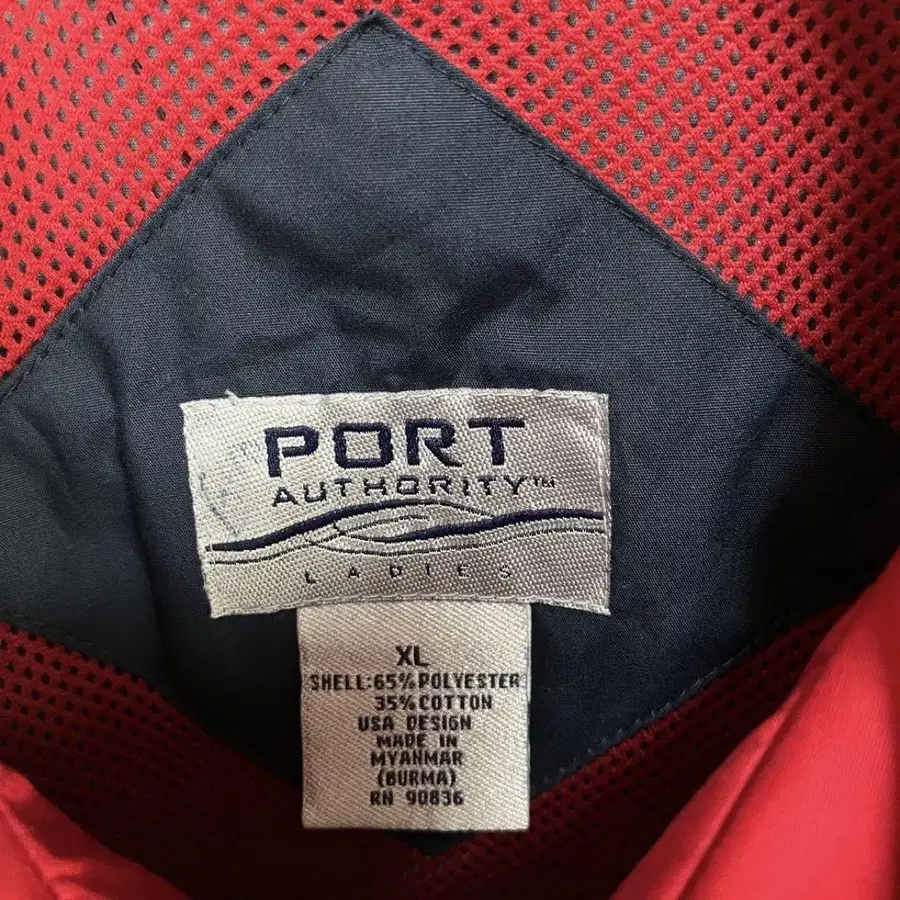 PORT
AUTHORITY™
LADIES
XL
SHELL:65%POLYESTER
35%COTTON
USA DESIGN
MADE IN
MYANMAR
(BURMA)
RN 90836